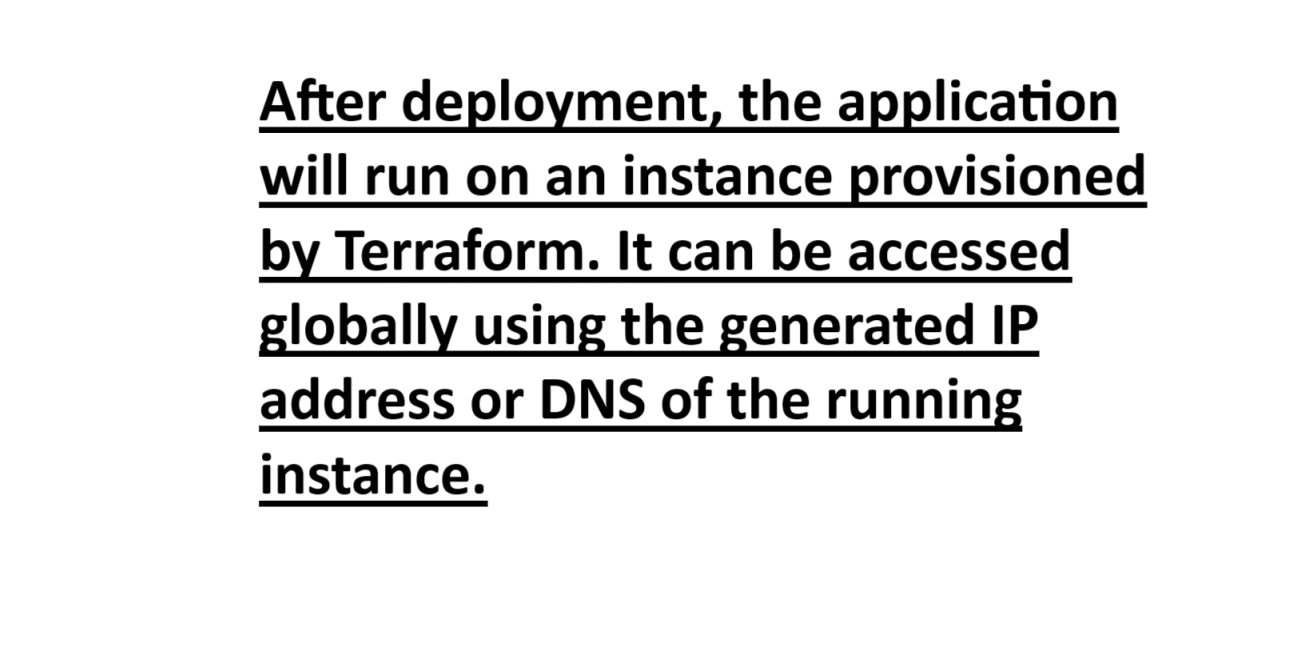 After deployment, the application
will run on an instance provisioned
by Terraform. It can be accessed
globally using the generated IP
address or DNS of the running
instance.